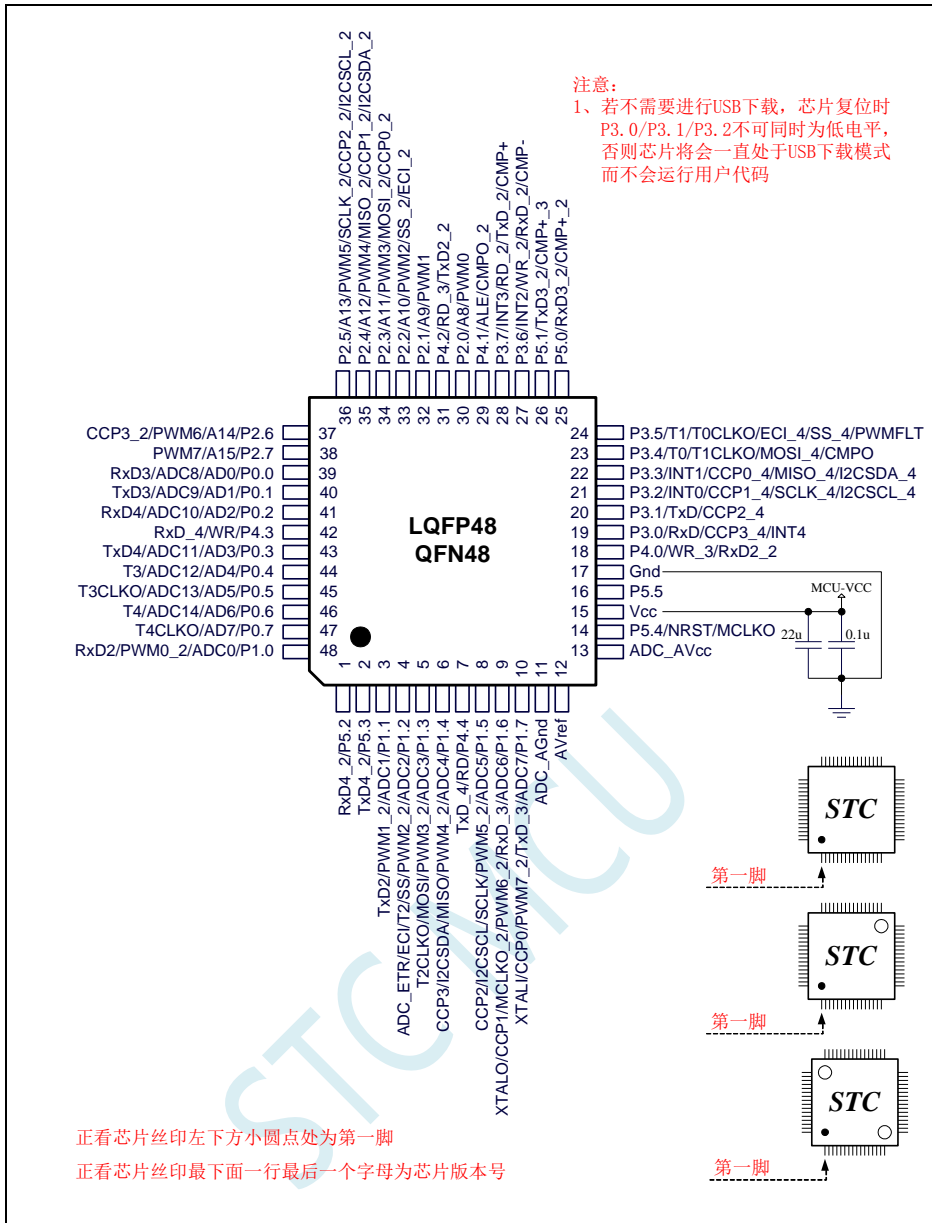 注意:
1、若不需要进行USB下载，芯片复位时
P3.0/P3.1/P3.2不可同时为低电平，
否则芯片将会一直处于USB下载模式
而不会运行用户代码
P2.5/A13/PWM5/SCLK_2/CCP2_2/I2CSCL_2
P2.4/A12/PWM4/MISO_2/CCP1_2/I2CSDA_2
P2.3/A11/PWM3/MOSI_2/CCP0_2
P2.2/A10/PWM2/SS_2/ECI_2
P2.1/A9/PWM1
P4.2/RD_3/TxD2_2
P2.0/A8/PWM0
P4.1/ALE/CMPO_2
P3.7/INT3/RD_2/TxD_2/CMP+
P3.6/INT2/WR_2/RxD_2/CMP-
P5.1/TxD3_2/CMP+_3
P5.0/RxD3_2/CMP+_2
36 35 34 33 32 31 30 29 28 27 26 25
CCP3_2/PWM6/A14/P2.6 37
PWM7/A15/P2.7 38
RxD3/ADC8/AD0/P0.0 39
TxD3/ADC9/AD1/P0.1 40
RxD4/ADC10/AD2/P0.2 41
RxD_4/WR/P4.3 42
TxD4/ADC11/AD3/P0.3 43
T3/ADC12/AD4/P0.4 44
T3CLKO/ADC13/AD5/P0.5 45
T4/ADC14/AD6/P0.6 46
T4CLKO/AD7/P0.7 47
RxD2/PWM0_2/ADC0/P1.0 48
LQFP48
QFN48
24 P3.5/T1/T0CLKO/ECI_4/SS_4/PWMFLT
23 P3.4/T0/T1CLKO/MOSI_4/CMPO
22 P3.3/INT1/CCP0_4/MISO_4/I2CSDA_4
21 P3.2/INT0/CCP1_4/SCLK_4/I2CSCL_4
20 P3.1/TxD/CCP2_4
19 P3.0/RxD/CCP3_4/INT4
18 P4.0/WR_3/RxD2_2
17 Gnd
16 P5.5
15 Vcc
14 P5.4/NRST/MCLKO
13 ADC_AVcc
MCU-VCC
22u
0.1u
1 2 3 4 5 6 7 8 9 10 11 12
RxD4_2/P5.2
TxD4_2/P5.3
TxD2/PWM1_2/ADC1/P1.1
ADC_ETR/ECI/T2/SS/PWM2_2/ADC2/P1.2
T2CLKO/MOSI/PWM3_2/ADC3/P1.3
CCP3/I2CSDA/MISO/PWM4_2/ADC4/P1.4
TxD_4/RD/P4.4
CCP2/I2CSCL/SCLK/PWM5_2/ADC5/P1.5
XTALO/CCP1/MCLKO_2/PWM6_2/RxD_3/ADC6/P1.6
XTALI/CCP0/PWM7_2/TxD_3/ADC7/P1.7
ADC_AGnd
AVref
STC
第一脚
STC
第一脚
STC
第一脚
STC MCU
正看芯片丝印左下方小圆点处为第一脚
正看芯片丝印最下面一行最后一个字母为芯片版本号